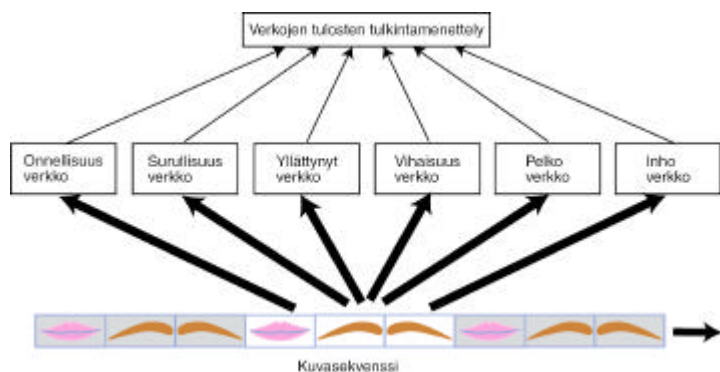 Verkojen tulosten tulkintamenettely
Onnellisuus
verkko
Surullisuus
verkko
Yllättynyt
verkko
Vihaisuus
verkko
Pelko
verkko
Inho
verkko
Kuvasekvenssi